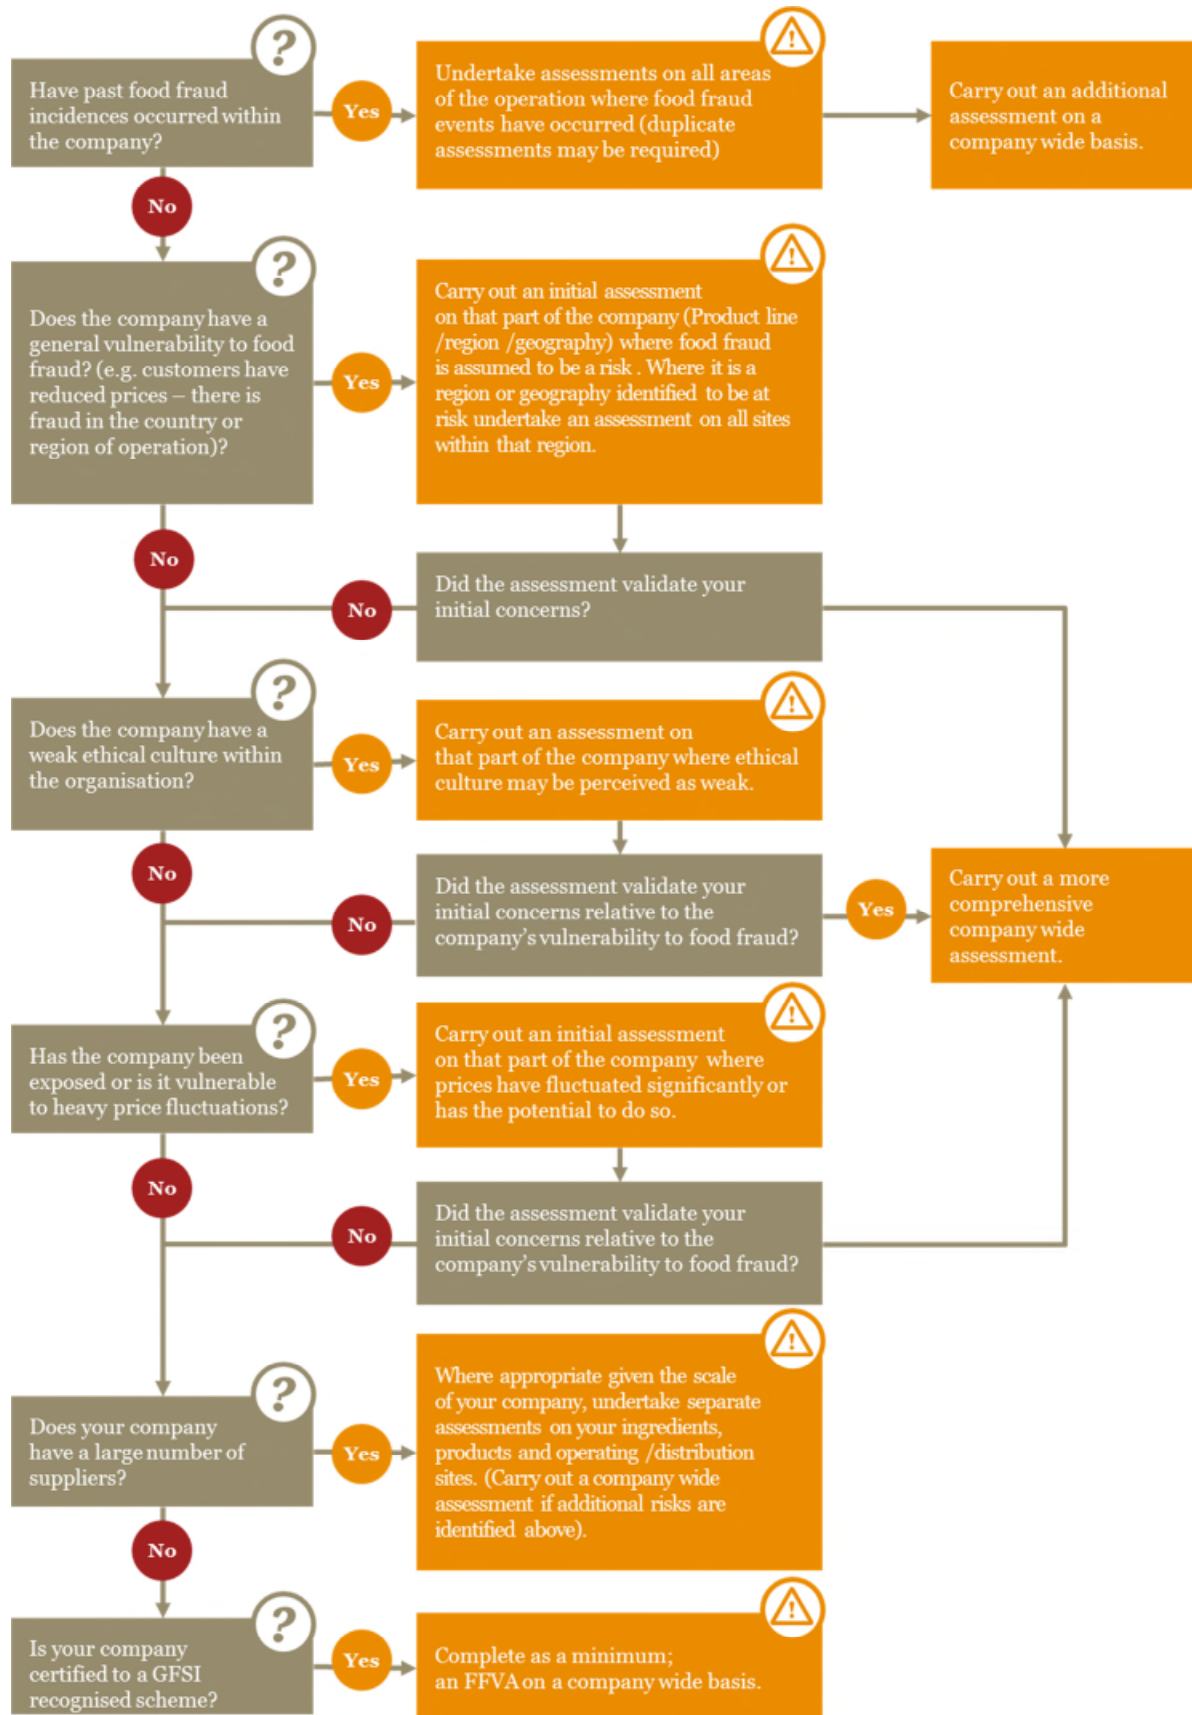 ?
Have past food fraud
incidences occurred within
the company?
Yes
Undertake assessments on all areas
of the operation where food fraud
events have occurred (duplicate
assessments may be required)
Carry out an additional
assessment on a
company wide basis.
No
?
Does the company have a
general vulnerability to food
fraud? (e.g. customers have
reduced prices – there is
fraud in the country or
region of operation)?
Yes
Carry out an initial assessment
on that part of the company (Product line
/region /geography) where food fraud
is assumed to be a risk . Where it is a
region or geography identified to be at
risk undertake an assessment on all sites
within that region.
No
Did the assessment validate your
initial concerns?
No
?
Does the company have a
weak ethical culture within
the organisation?
Yes
Carry out an assessment on
that part of the company where ethical
culture may be perceived as weak.
No
Did the assessment validate your
initial concerns relative to the
company's vulnerability to food fraud?
No
Yes
Carry out a more
comprehensive
company wide
assessment.
?
Has the company been
exposed or is it vulnerable
to heavy price fluctuations?
Yes
Carry out an initial assessment
on that part of the company where
prices have fluctuated significantly or
has the potential to do so.
No
Did the assessment validate your
initial concerns relative to the
company's vulnerability to food fraud?
No
?
Does your company
have a large number of
suppliers?
Yes
Where appropriate given the scale
of your company, undertake separate
assessments on your ingredients,
products and operating /distribution
sites. (Carry out a company wide
assessment if additional risks are
identified above).
No
?
Is your company
certified to a GFSI
recognised scheme?
Yes
Complete as a minimum;
an FFVA on a company wide basis.